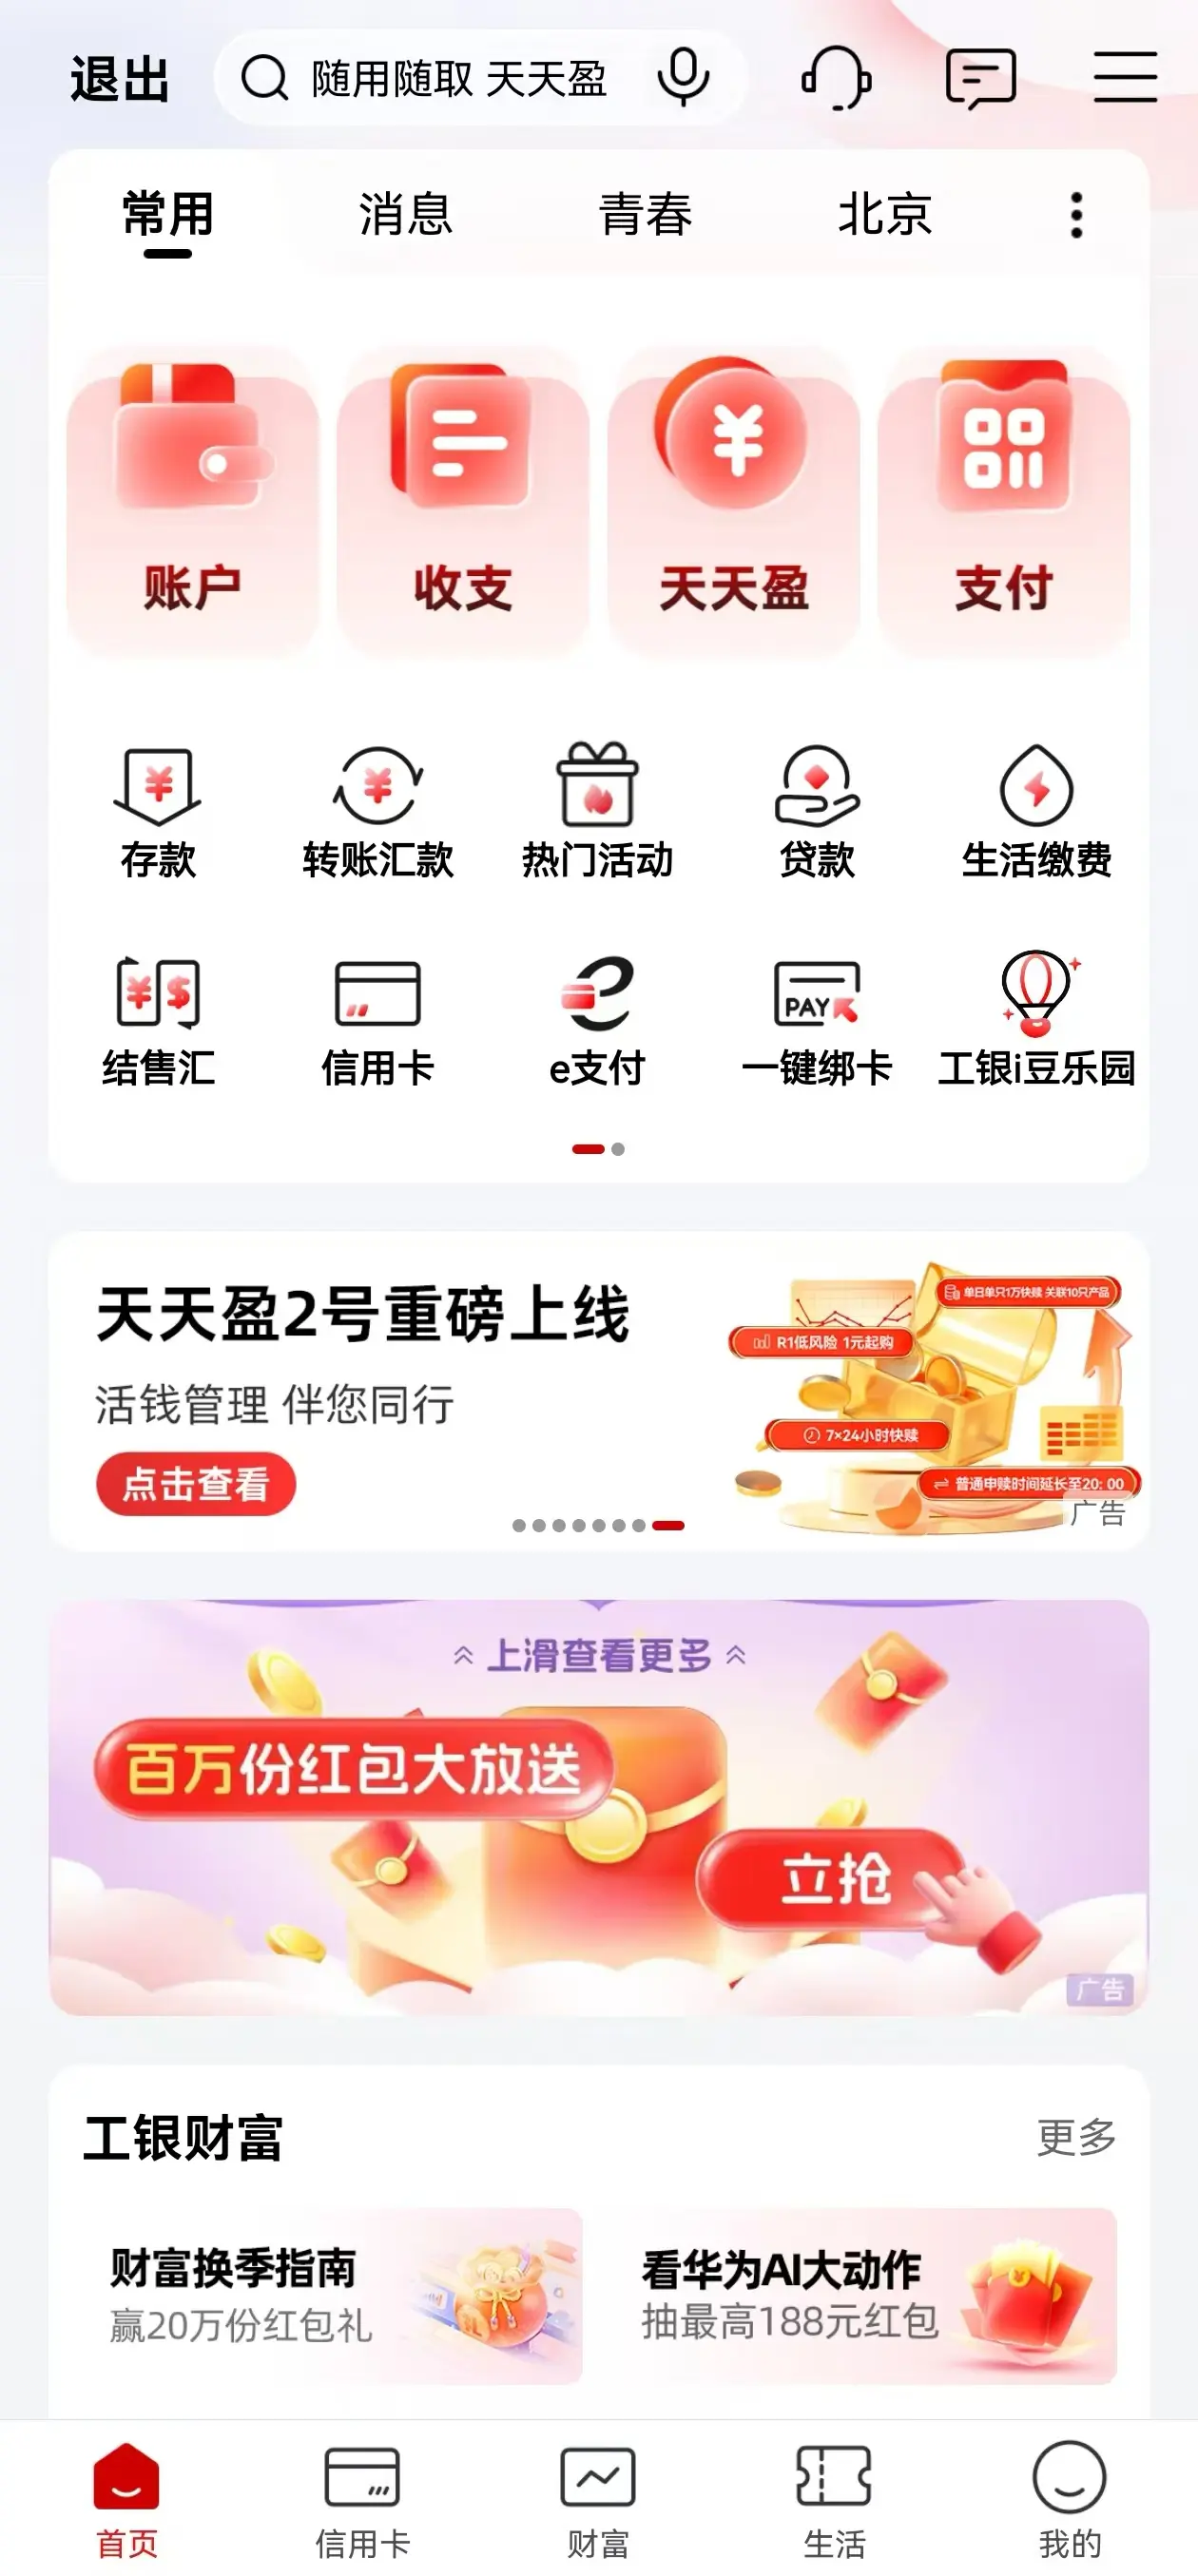 退出
随用随取 天天盈
常用
消息
青春
北京
账户
收支
天天盈
支付
存款
转账汇款
热门活动
贷款
生活缴费
结售汇
信用卡
e支付
PAY
一键绑卡
工银i豆乐园
天天盈2号重磅上线
活钱管理 伴您同行
点击查看
单日单只1万快赎 关联10只产品
R1低风险 1元起购
7×24小时快赎
普通申赎时间延长至20: 00
广告
上滑查看更多
百万份红包大放送
立抢
广告
工银财富
更多
财富换季指南
赢20万份红包礼
看华为AI大动作
抽最高188元红包
首页
信用卡
财富
生活
我的